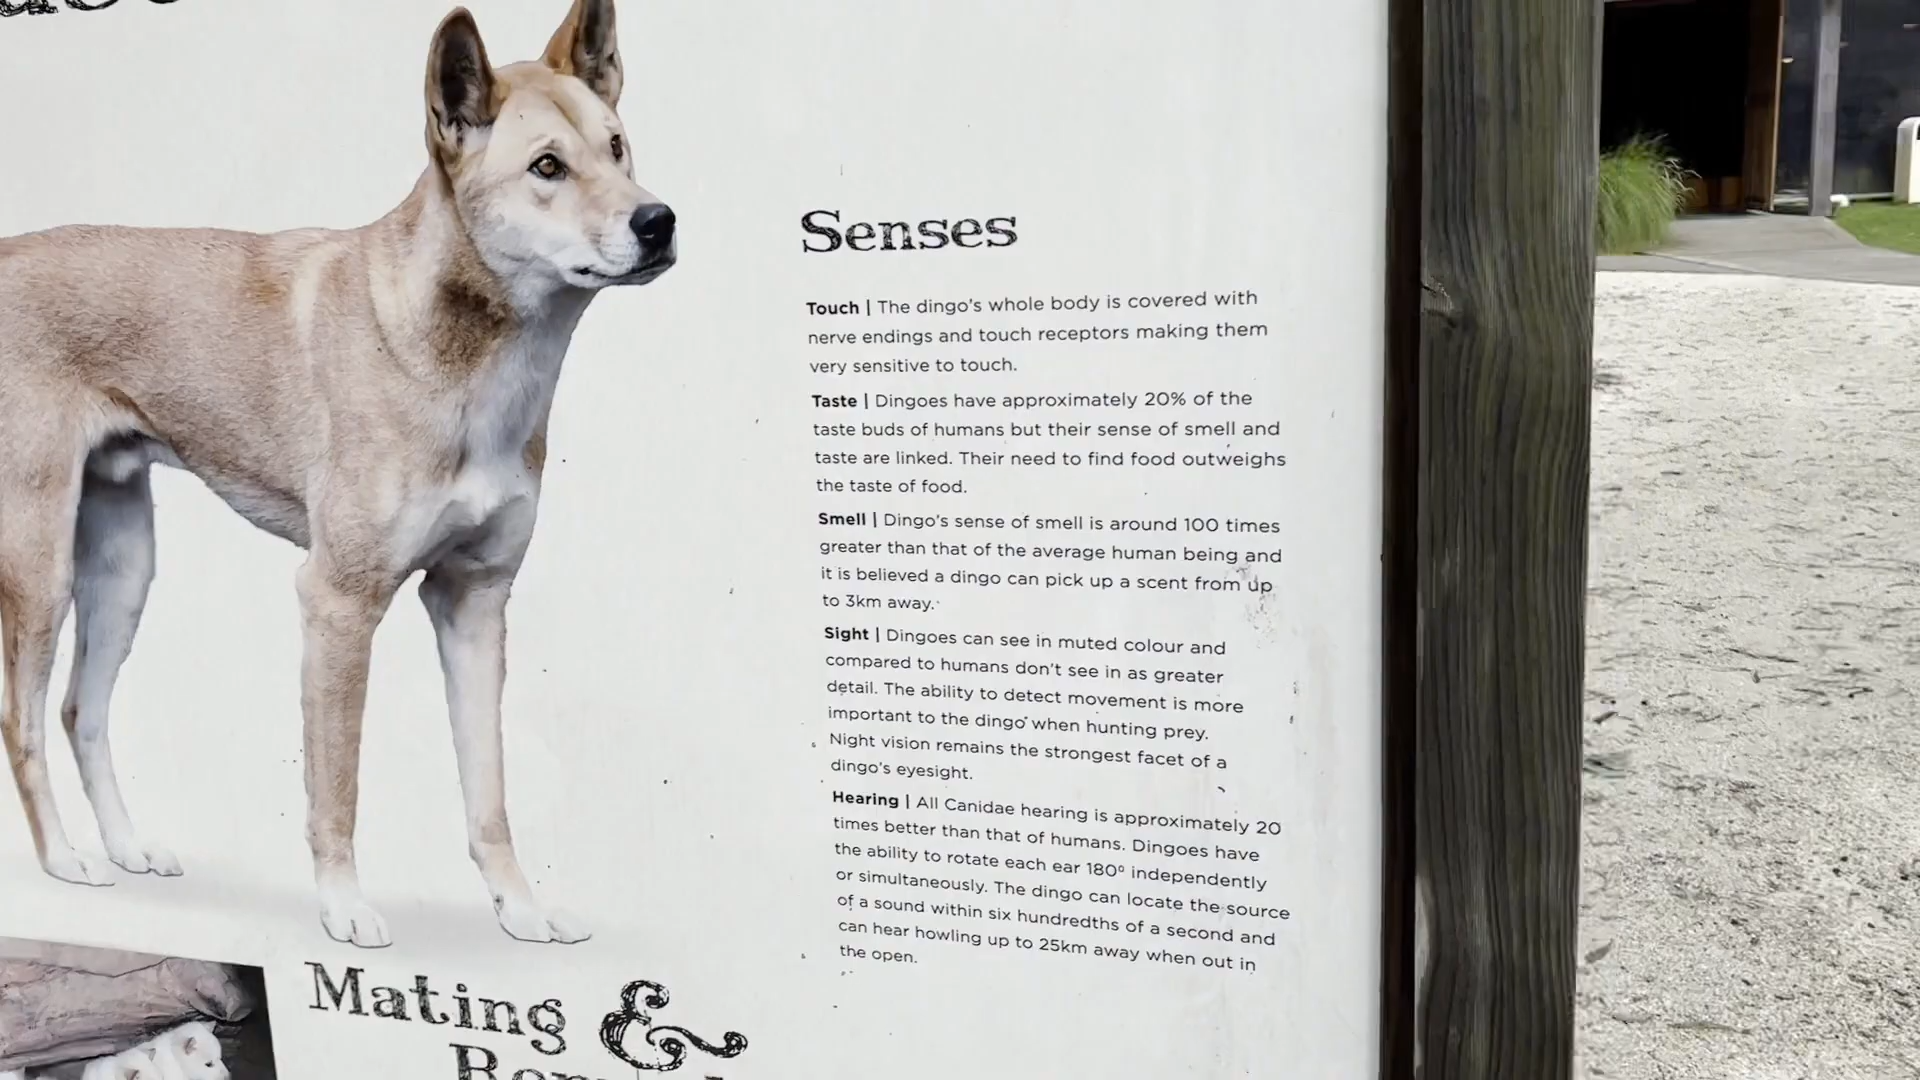 Senses
Touch | The dingo's whole body is covered with
nerve endings and touch receptors making them
very sensitive to touch.
Taste | Dingoes have approximately 20% of the
taste buds of humans but their sense of smell and
taste are linked. Their need to find food outweighs
the taste of food.
Smell | Dingo's sense of smell is around 100 times
greater than that of the average human being and
it is believed a dingo can pick up a scent from up
to 3km away.
Sight | Dingoes can see in muted colour and
compared to humans don't see in as greater
detail. The ability to detect movement is more
important to the dingo when hunting prey.
Night vision remains the strongest facet of a
dingo's eyesight.
Hearing | All Canidae hearing is approximately 20
times better than that of humans. Dingoes have
the ability to rotate each ear 180º independently
or simultaneously. The dingo can locate the source
of a sound within six hundredths of a second and
can hear howling up to 25km away when out in
the open.
Mating &